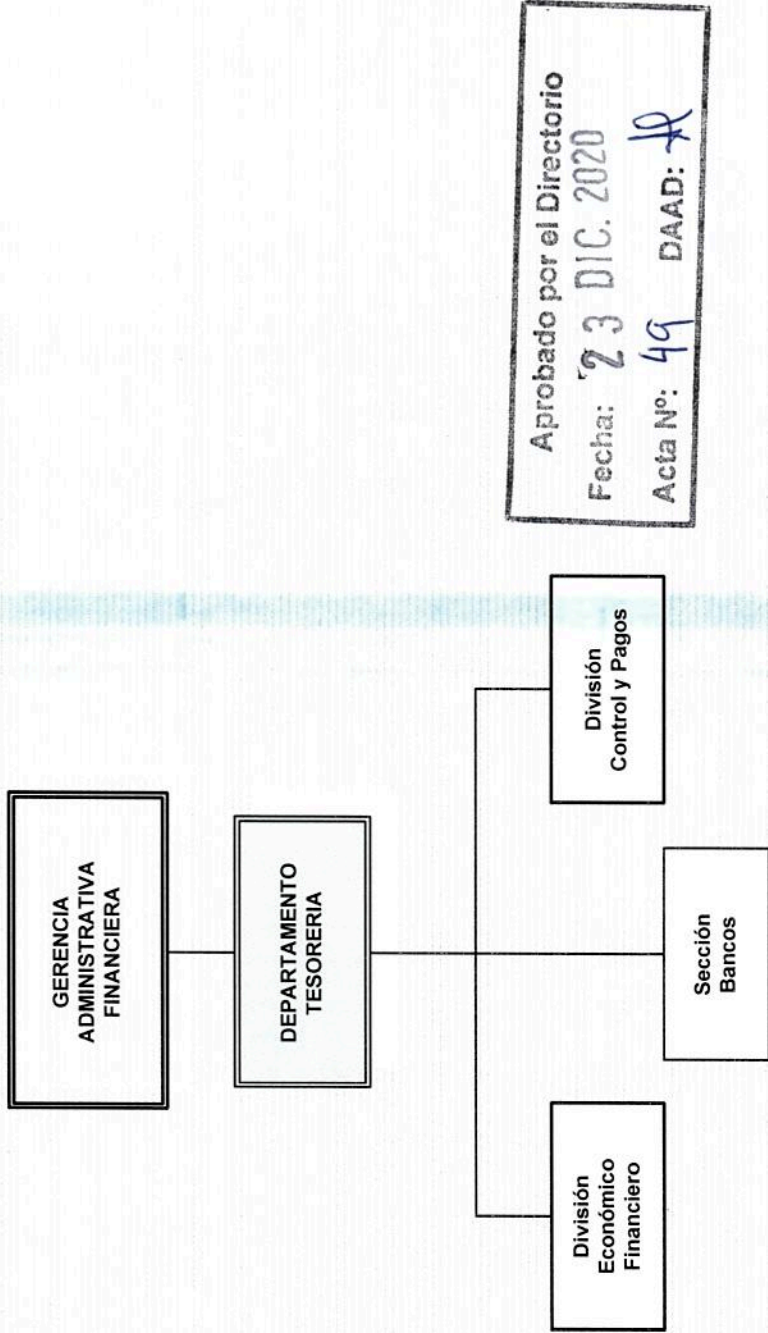 GERENCIA
ADMINISTRATIVA
FINANCIERA
DEPARTAMENTO
TESORERIA
División
Económico
Financiero
Sección
Bancos
División
Control y Pagos
Aprobado por el Directorio
Fecha: 23 DIC. 2020
Acta Nº: 49 DAAD: